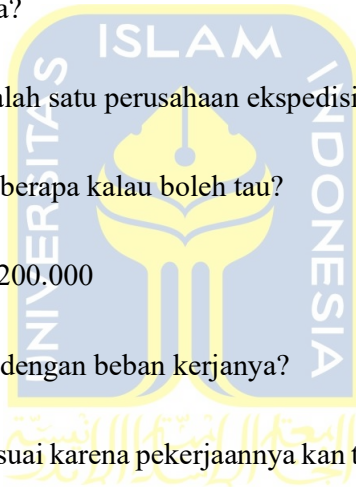 a?
ISLAM
alah satu perusahaan ekspedisi
UNIVERSITAS
INDONESIA
berapa kalau boleh tau?
200.000
dengan beban kerjanya?
suai karena pekerjaannya kan t